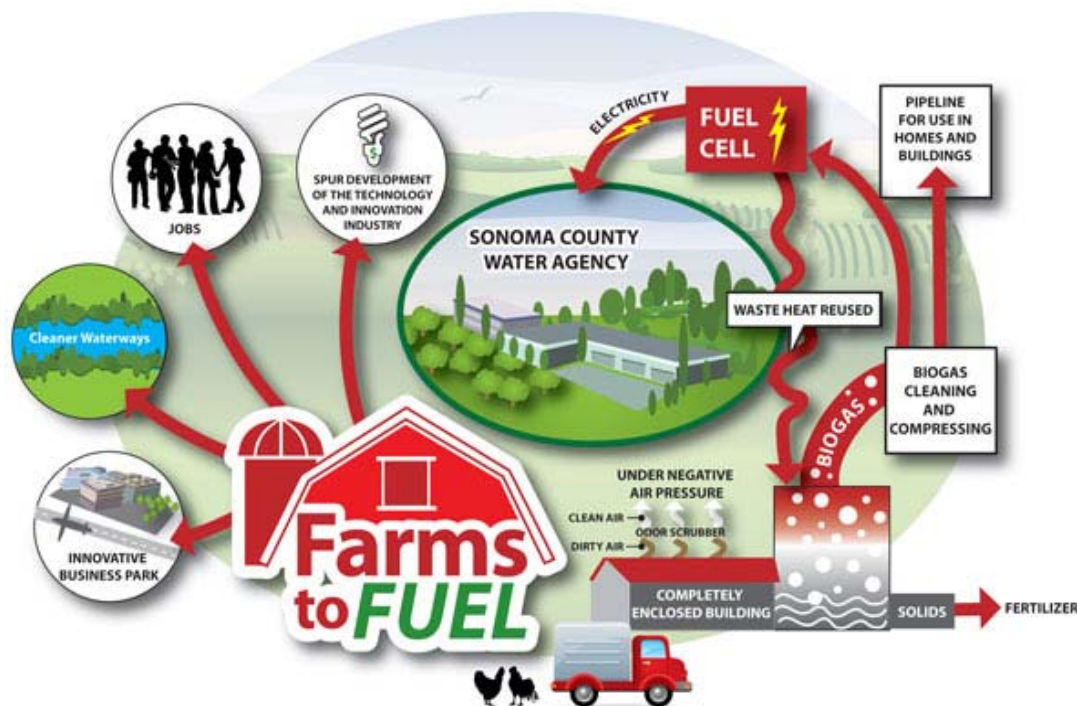 ELECTRICITY
FUEL
CELL
PIPELINE
FOR USE IN
HOMES AND
BUILDINGS
JOBS
$
SPUR DEVELOPMENT
OF THE TECHNOLOGY
AND INNOVATION
INDUSTRY
SONOMA COUNTY
WATER AGENCY
WASTE HEAT REUSED
Cleaner Waterways
BIOGAS
CLEANING
AND
COMPRESSING
BIOGAS
UNDER NEGATIVE
AIR PRESSURE
CLEAN AIR
ODOR SCRUBBER
DIRTY AIR
INNOVATIVE
BUSINESS PARK
Farms
to FUEL
COMPLETELY
ENCLOSED BUILDING
SOLIDS
FERTILIZER